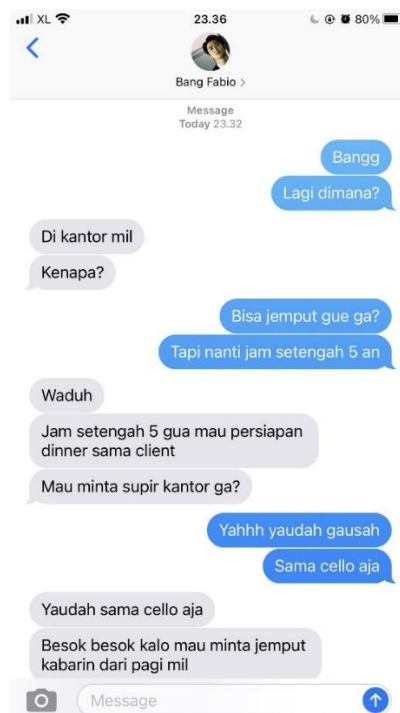 XL
23.36
80%
Bang Fabio >
Message
Today 23.32
Bangg
Lagi dimana?
Di kantor mil
Kenapa?
Bisa jemput gue ga?
Tapi nanti jam setengah 5 an
Waduh
Jam setengah 5 gua mau persiapan
dinner sama client
Mau minta supir kantor ga?
Yahhh yaudah gausah
Sama cello aja
Yaudah sama cello aja
Besok besok kalo mau minta jemput
kabarin dari pagi mil
Message